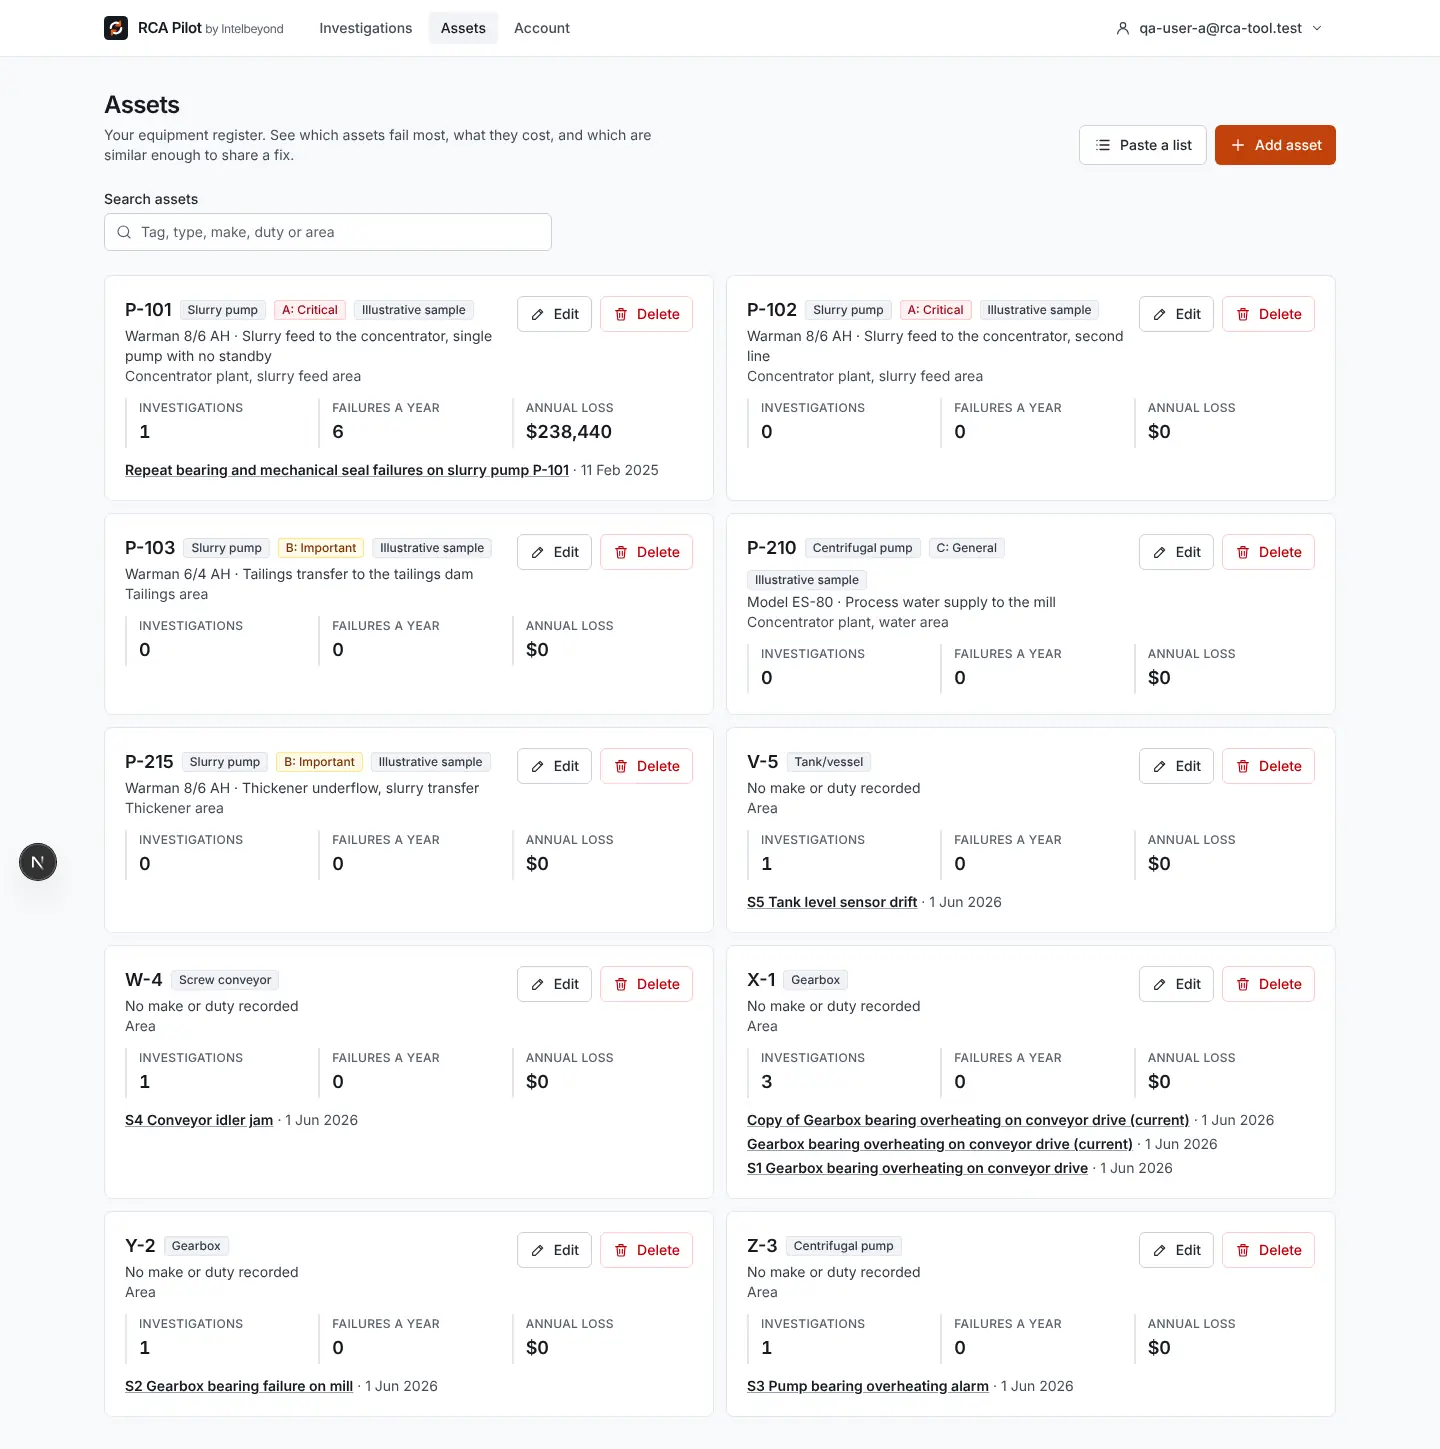 RCA Pilot by Intelbeyond
Investigations
Assets
Account
qa-user-a@rca-tool.test
Assets
Your equipment register. See which assets fail most, what they cost, and which are
similar enough to share a fix.
Paste a list
Add asset
Search assets
Tag, type, make, duty or area
P-101 Slurry pump A: Critical Illustrative sample
Edit Delete
Warman 8/6 AH · Slurry feed to the concentrator, single
pump with no standby
Concentrator plant, slurry feed area
INVESTIGATIONS FAILURES A YEAR ANNUAL LOSS
1 6 $238,440
Repeat bearing and mechanical seal failures on slurry pump P-101 · 11 Feb 2025
P-102 Slurry pump A: Critical Illustrative sample
Edit Delete
Warman 8/6 AH · Slurry feed to the concentrator, second
line
Concentrator plant, slurry feed area
INVESTIGATIONS FAILURES A YEAR ANNUAL LOSS
0 0 $0
P-103 Slurry pump B: Important Illustrative sample
Edit Delete
Warman 6/4 AH · Tailings transfer to the tailings dam
Tailings area
INVESTIGATIONS FAILURES A YEAR ANNUAL LOSS
0 0 $0
P-210 Centrifugal pump C: General
Edit Delete
Illustrative sample
Model ES-80 · Process water supply to the mill
Concentrator plant, water area
INVESTIGATIONS FAILURES A YEAR ANNUAL LOSS
0 0 $0
P-215 Slurry pump B: Important Illustrative sample
Edit Delete
Warman 8/6 AH · Thickener underflow, slurry transfer
Thickener area
INVESTIGATIONS FAILURES A YEAR ANNUAL LOSS
0 0 $0
V-5 Tank/vessel
Edit Delete
No make or duty recorded
Area
INVESTIGATIONS FAILURES A YEAR ANNUAL LOSS
1 0 $0
S5 Tank level sensor drift · 1 Jun 2026
N
W-4 Screw conveyor
Edit Delete
No make or duty recorded
Area
INVESTIGATIONS FAILURES A YEAR ANNUAL LOSS
1 0 $0
S4 Conveyor idler jam · 1 Jun 2026
X-1 Gearbox
Edit Delete
No make or duty recorded
Area
INVESTIGATIONS FAILURES A YEAR ANNUAL LOSS
3 0 $0
Copy of Gearbox bearing overheating on conveyor drive (current) · 1 Jun 2026
Gearbox bearing overheating on conveyor drive (current) · 1 Jun 2026
S1 Gearbox bearing overheating on conveyor drive · 1 Jun 2026
Y-2 Gearbox
Edit Delete
No make or duty recorded
Area
INVESTIGATIONS FAILURES A YEAR ANNUAL LOSS
1 0 $0
S2 Gearbox bearing failure on mill · 1 Jun 2026
Z-3 Centrifugal pump
Edit Delete
No make or duty recorded
Area
INVESTIGATIONS FAILURES A YEAR ANNUAL LOSS
1 0 $0
S3 Pump bearing overheating alarm · 1 Jun 2026